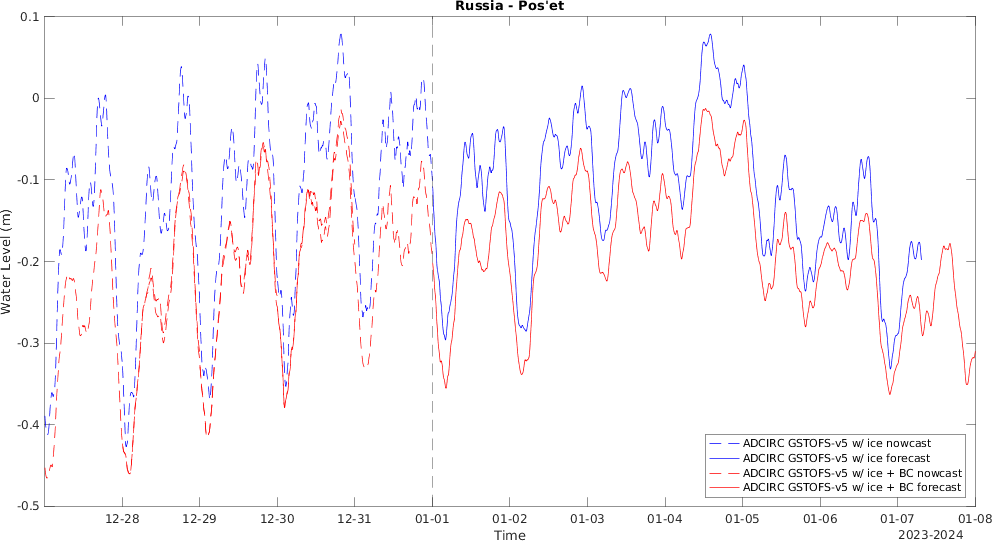 Russia - Pos'et
Water Level (m)
0.1
0
-0.1
-0.2
-0.3
-0.4
-0.5
ADCIRC GSTOFS-v5 w/ ice nowcast
ADCIRC GSTOFS-v5 w/ ice forecast
ADCIRC GSTOFS-v5 w/ ice + BC nowcast
ADCIRC GSTOFS-v5 w/ ice + BC forecast
12-28 12-29 12-30 12-31 01-01 01-02 01-03 01-04 01-05 01-06 01-07 01-08
Time
2023-2024